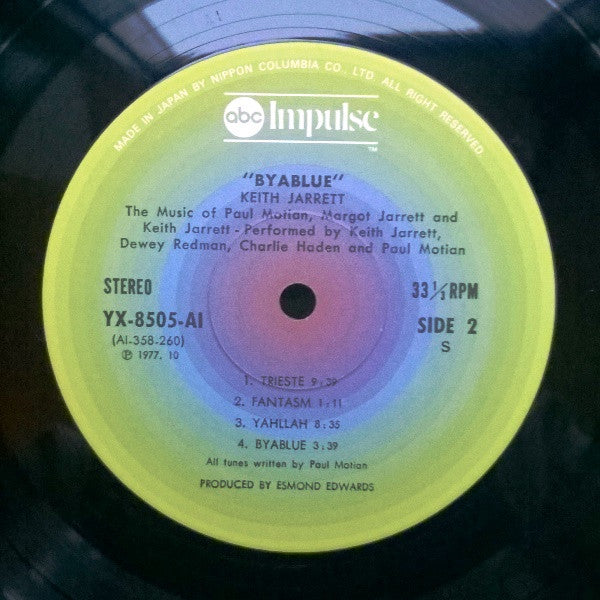 MADE IN JAPAN BY NIPPON COLUMBIA CO., LTD. ALL RIGHT RESERVED.
abc Impulse
TM
"BYABLUE"
KEITH JARRETT
The Music of Paul Motian, Margot Jarrett and
Keith Jarrett - Performed by Keith Jarrett,
Dewey Redman, Charlie Haden and Paul Motian
STEREO
33 1/3 RPM
YX-8505-AI
SIDE 2
(AI-358-260)
S
Ⓟ 1977. 10
1. TRIESTE 9:39
2. FANTASM 1:11
3. YAHLLAH 8:35
4. BYABLUE 3:39
All tunes written by Paul Motian
PRODUCED BY ESMOND EDWARDS